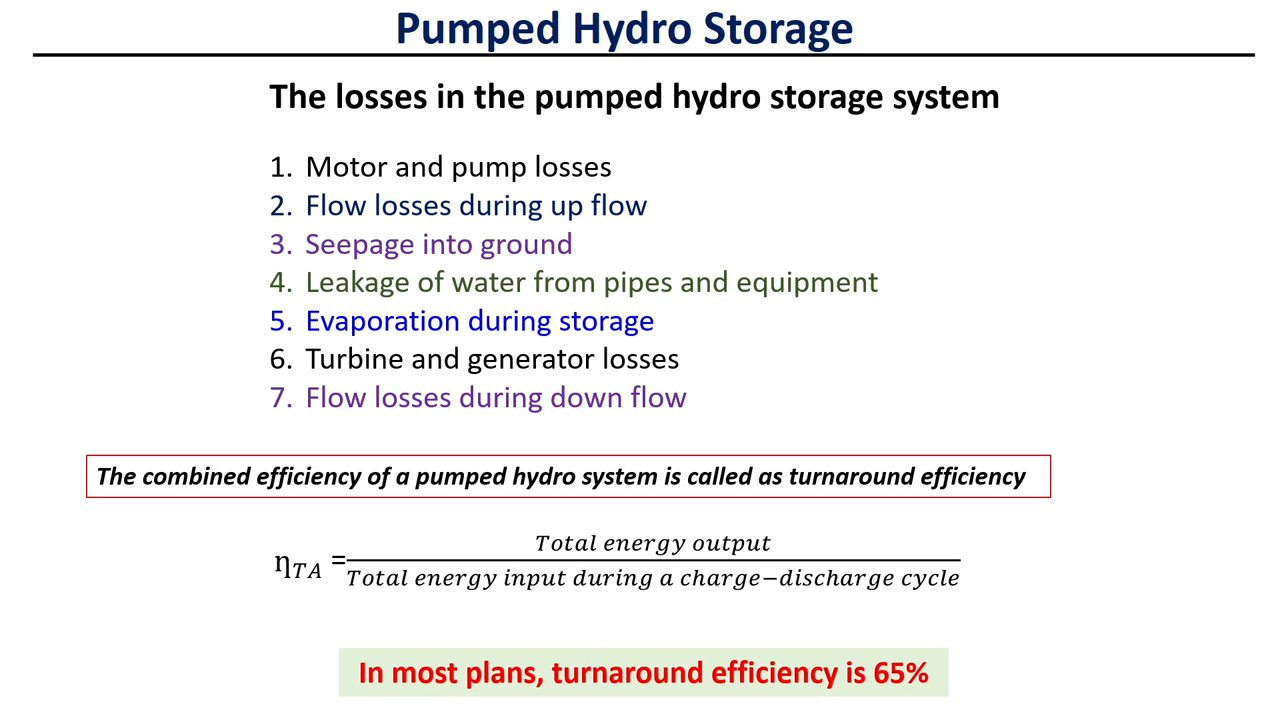 Pumped Hydro Storage
The losses in the pumped hydro storage system
1. Motor and pump losses
2. Flow losses during up flow
3. Seepage into ground
4. Leakage of water from pipes and equipment
5. Evaporation during storage
6. Turbine and generator losses
7. Flow losses during down flow
The combined efficiency of a pumped hydro system is called as turnaround efficiency
Total energy output
η_TA =
Total energy input during a charge−discharge cycle
In most plans, turnaround efficiency is 65%